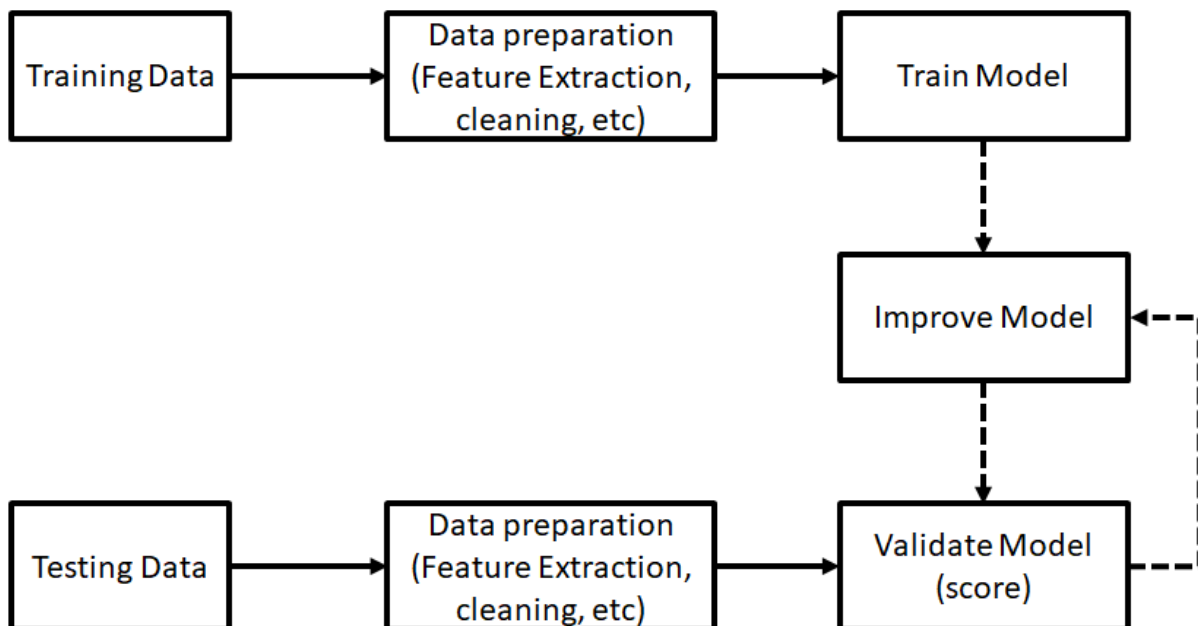 Training Data
Data preparation
(Feature Extraction,
cleaning, etc)
Train Model
Improve Model
Testing Data
Data preparation
(Feature Extraction,
cleaning, etc)
Validate Model
(score)